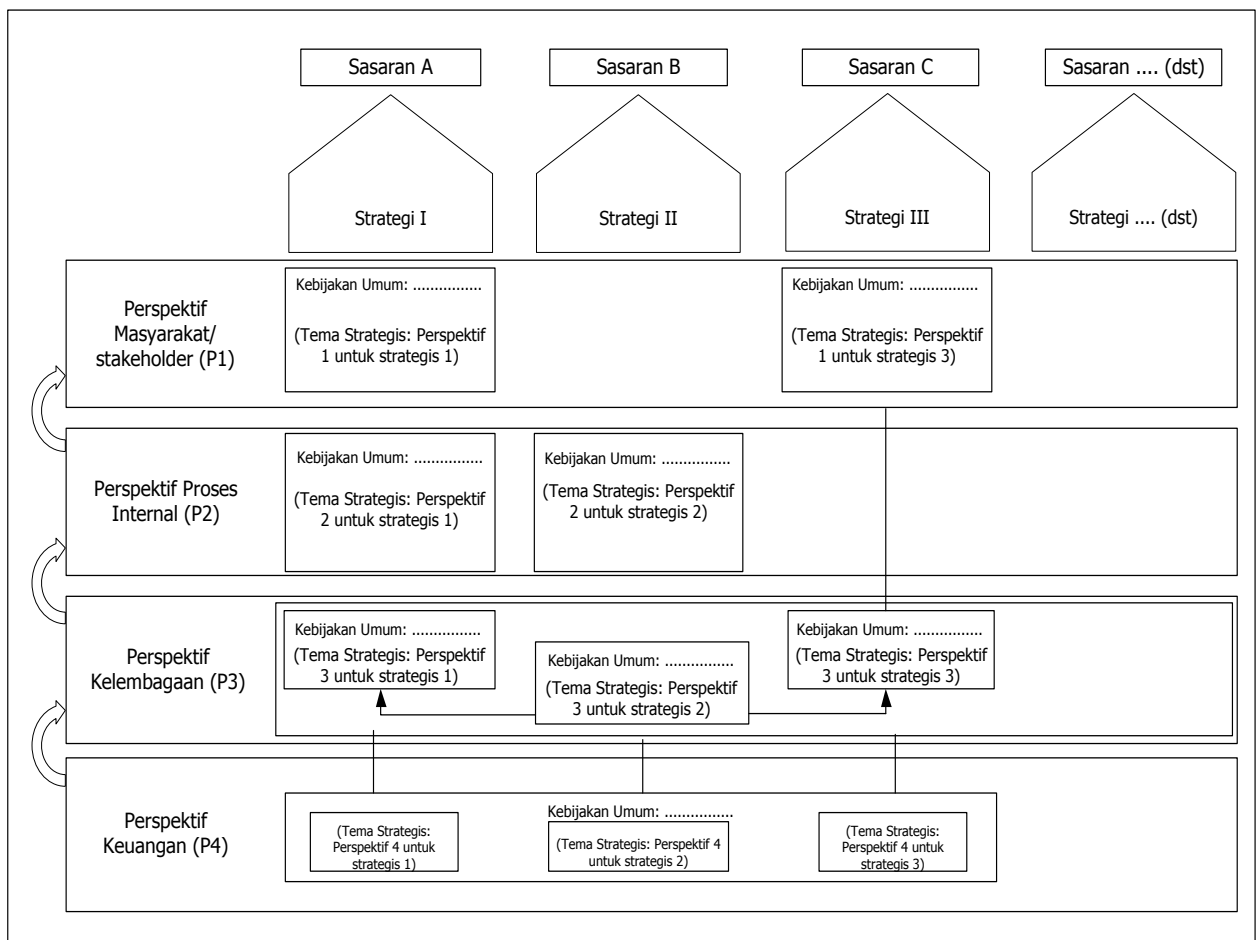 Sasaran A
Sasaran B
Sasaran C
Sasaran .... (dst)
Strategi I
Strategi II
Strategi III
Strategi .... (dst)
Perspektif
Masyarakat/
stakeholder (P1)
Kebijakan Umum: ................
(Tema Strategis: Perspektif
1 untuk strategis 1)
Kebijakan Umum: ................
(Tema Strategis: Perspektif
1 untuk strategis 3)
Perspektif Proses
Internal (P2)
Kebijakan Umum: ................
(Tema Strategis: Perspektif
2 untuk strategis 1)
Kebijakan Umum: ................
(Tema Strategis: Perspektif
2 untuk strategis 2)
Perspektif
Kelembagaan (P3)
Kebijakan Umum: ................
(Tema Strategis: Perspektif
3 untuk strategis 1)
Kebijakan Umum: ................
(Tema Strategis: Perspektif
3 untuk strategis 2)
Kebijakan Umum: ................
(Tema Strategis: Perspektif
3 untuk strategis 3)
Perspektif
Keuangan (P4)
Kebijakan Umum: ................
(Tema Strategis:
Perspektif 4 untuk
strategis 1)
(Tema Strategis: Perspektif 4
untuk strategis 2)
(Tema Strategis:
Perspektif 4 untuk
strategis 3)